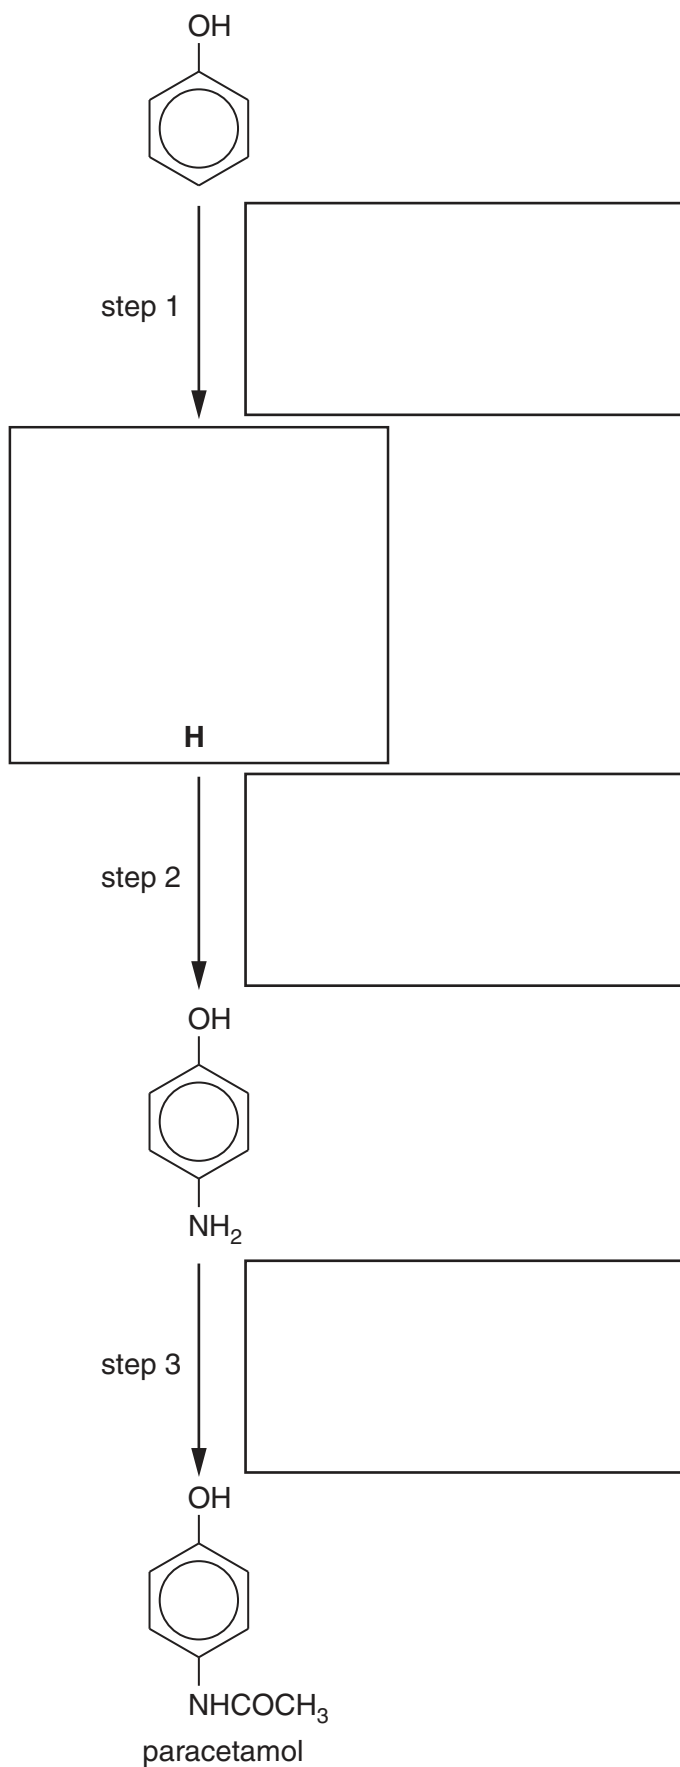 OH
step 1
H
step 2
OH
NH₂
step 3
OH
NHCOCH₃
paracetamol